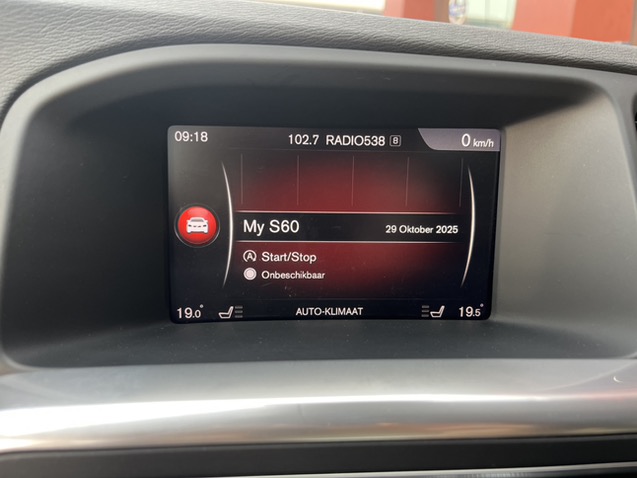 09:18 102.7 RADIO538 8 0 km/h
My S60 29 Oktober 2025
Start/Stop
Onbeschikbaar
19.0° AUTO-KLIMAAT 19.5°